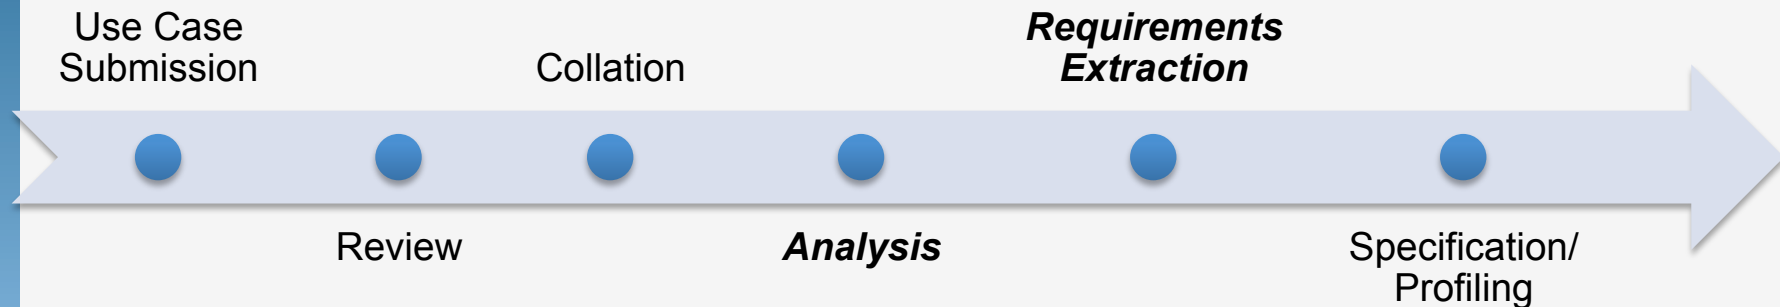 Use Case
Submission
Review
Collation
Analysis
Requirements
Extraction
Specification/
Profiling